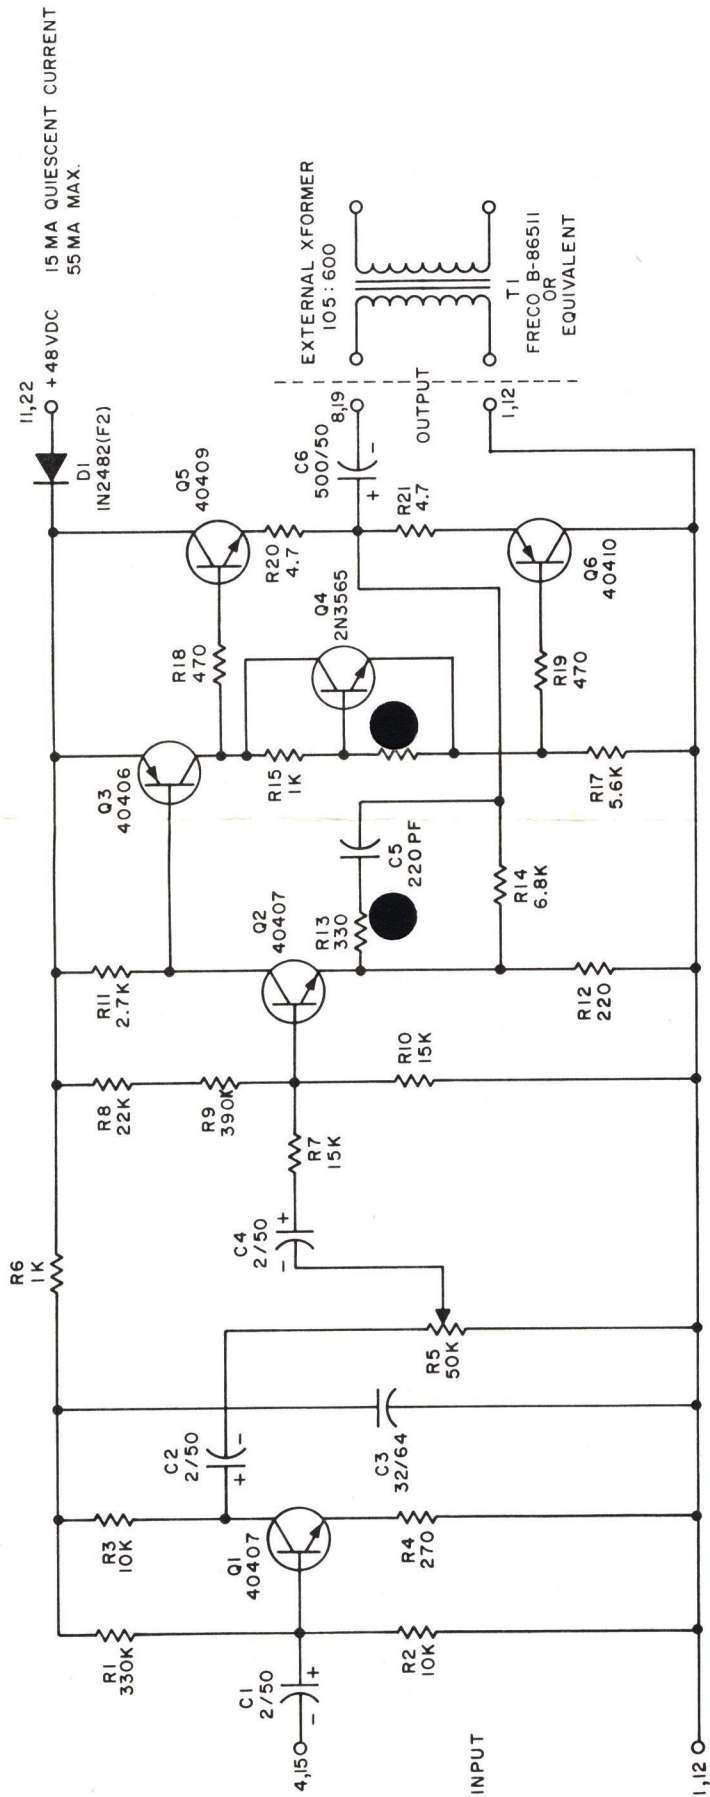 4,15
C1
2/50
–
+
INPUT
1,12
R1
330K
R2
10K
R3
10K
Q1
40407
R4
270
C2
2/50
+
–
C3
32/64
R5
50K
R6
1K
C4
2/50
–
+
R7
15K
R8
22K
R9
390K
R10
15K
R11
2.7K
Q2
40407
R12
220
R13
330
C5
220PF
R14
6.8K
Q3
40406
R15
1K
R17
5.6K
Q4
2N3565
R18
470
R19
470
Q5
40409
R20
4.7
R21
4.7
Q6
40410
C6
500/50
+
–
D1
IN2482(F2)
11,22
+48VDC
15MA QUIESCENT CURRENT
55MA MAX.
8,19
OUTPUT
1,12
EXTERNAL XFORMER
105:600
T1
FRECO B-86511
OR
EQUIVALENT